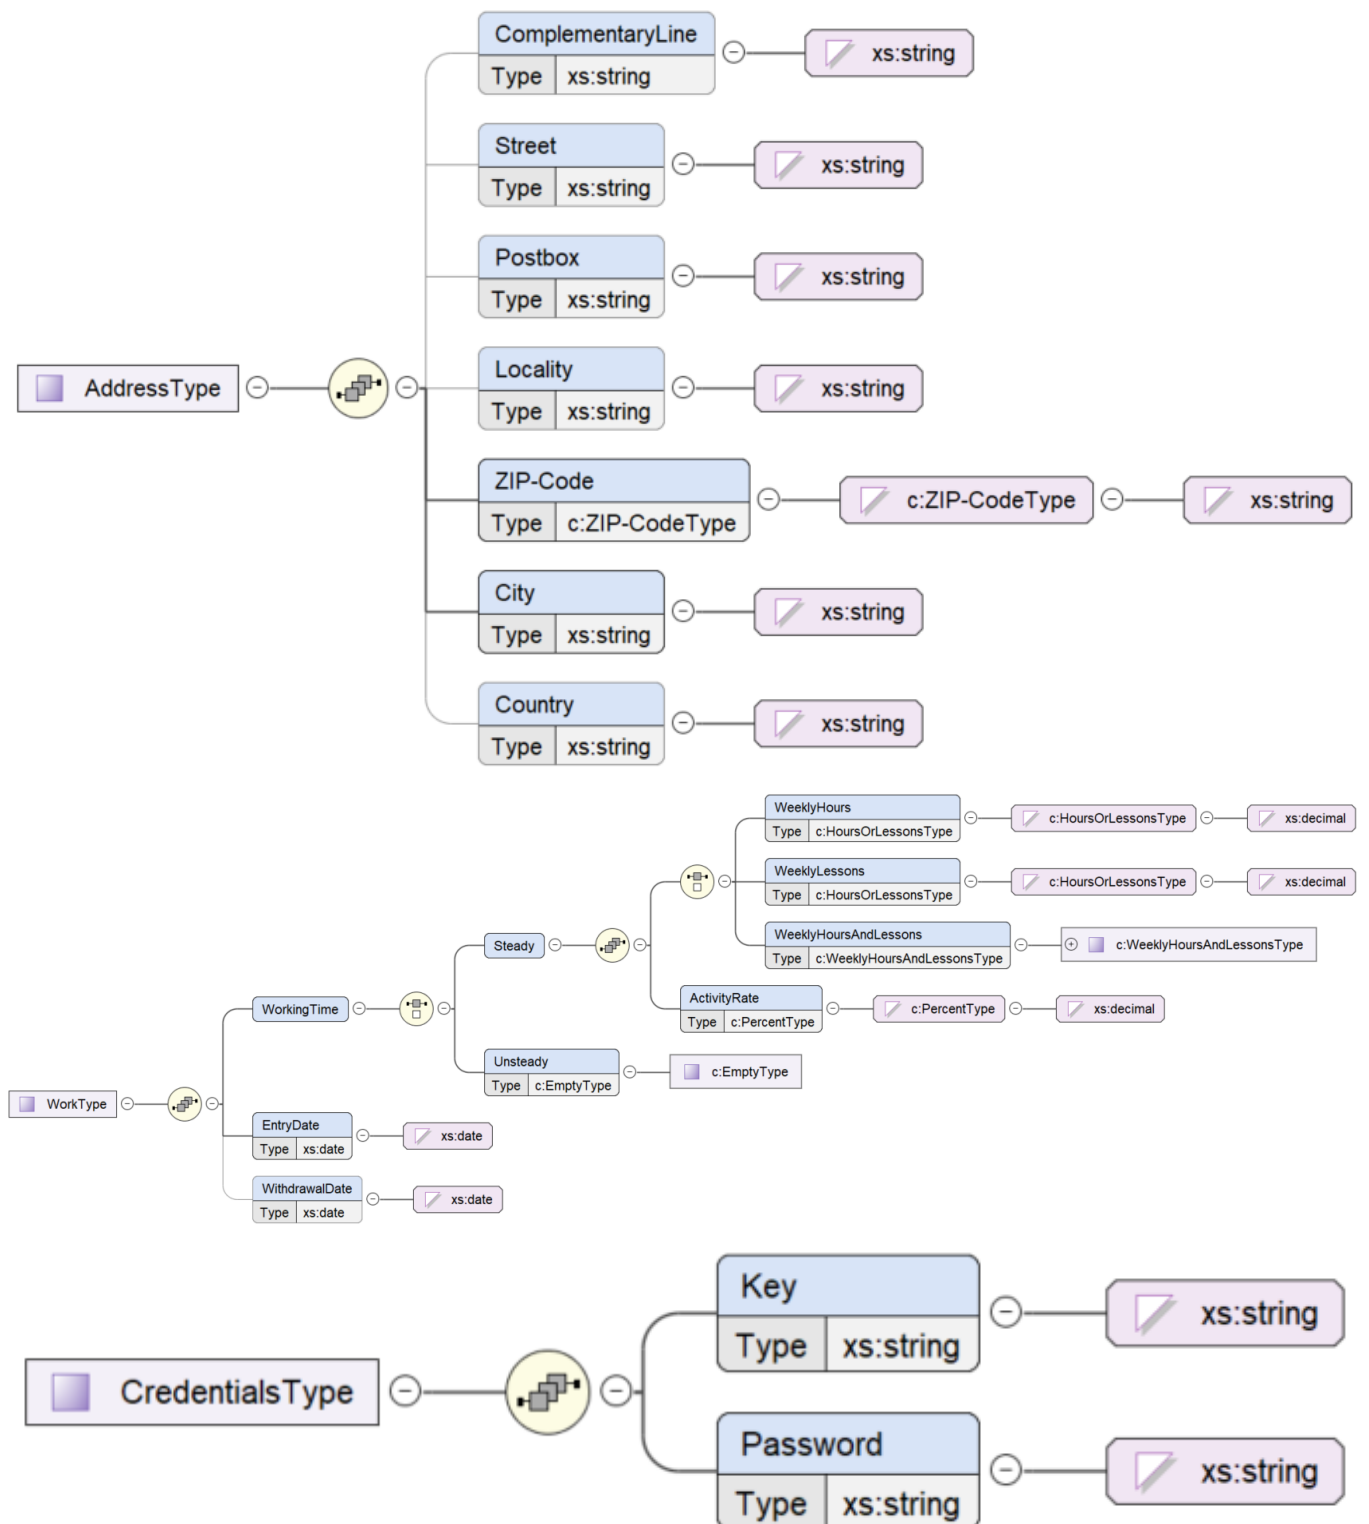 ComplementaryLine
Type xs:string
xs:string
Street
Type xs:string
xs:string
Postbox
Type xs:string
xs:string
AddressType
Locality
Type xs:string
xs:string
ZIP-Code
Type c:ZIP-CodeType
c:ZIP-CodeType
xs:string
City
Type xs:string
xs:string
Country
Type xs:string
xs:string
WeeklyHours
Type c:HoursOrLessonsType
c:HoursOrLessonsType
xs:decimal
WeeklyLessons
Type c:HoursOrLessonsType
c:HoursOrLessonsType
xs:decimal
Steady
WeeklyHoursAndLessons
Type c:WeeklyHoursAndLessonsType
c:WeeklyHoursAndLessonsType
WorkingTime
ActivityRate
Type c:PercentType
c:PercentType
xs:decimal
Unsteady
Type c:EmptyType
c:EmptyType
WorkType
EntryDate
Type xs:date
xs:date
WithdrawalDate
Type xs:date
xs:date
Key
Type xs:string
xs:string
CredentialsType
Password
Type xs:string
xs:string